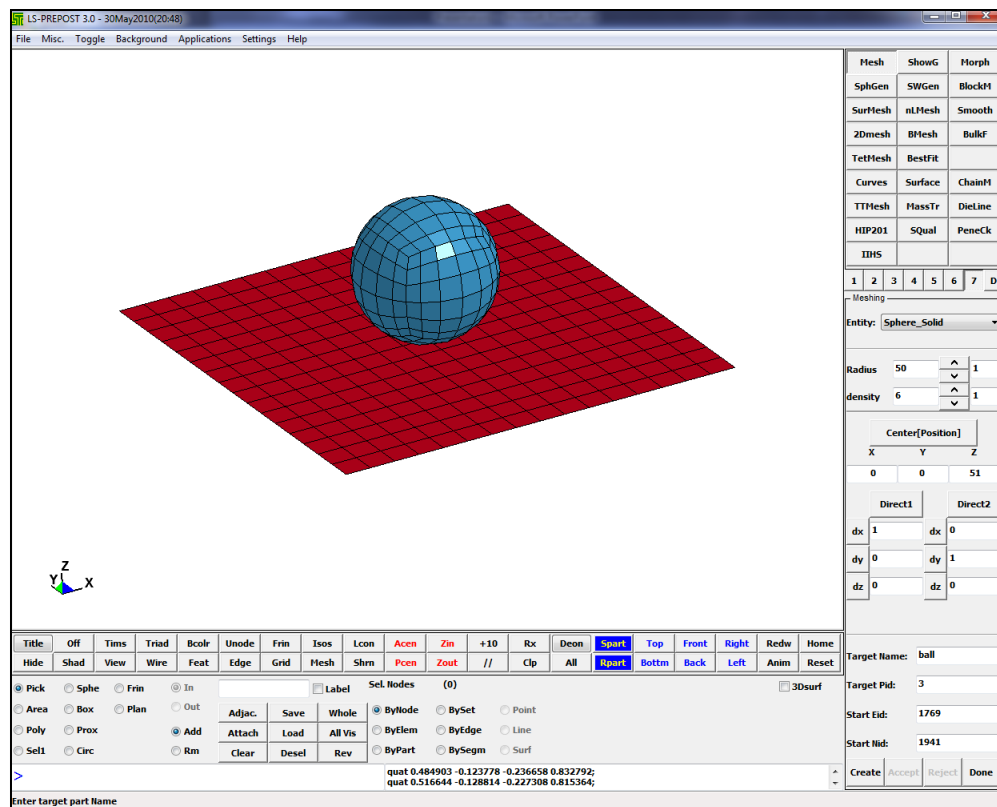 LS-PREPOST 3.0 - 30May2010(20:48)
File Misc. Toggle Background Applications Settings Help
Mesh ShowG Morph
SphGen SWGen BlockM
SurMesh nLMesh Smooth
2Dmesh BMesh BulkF
TetMesh BestFit
Curves Surface ChainM
TTMesh MassTr DieLine
HIP201 SQual PeneCk
IIHS
1 2 3 4 5 6 7 D
Meshing
Entity: Sphere_Solid
Radius 50 1
density 6 1
Center[Position]
X Y Z
0 0 51
Direct1 Direct2
dx 1 dx 0
dy 0 dy 1
dz 0 dz 0
Z
Y X
Title Off Tims Triad Bcolr Unode Frin Isos Lcon Acen Zin +10 Rx Deon Spart Top Front Right Redw Home
Hide Shad View Wire Feat Edge Grid Mesh Shrn Pcen Zout // Clp All Rpart Bottm Back Left Anim Reset
Target Name: ball
Target Pid: 3
Start Eid: 1769
Start Nid: 1941
Create Accept Reject Done
Pick Sphe Frin In Label Sel. Nodes (0) 3Dsurf
Area Box Plan Out Adjac. Save Whole ByNode BySet Point
Poly Prox Add Attach Load All Vis ByElem ByEdge Line
Sel1 Circ Rm Clear Desel Rev ByPart BySegm Surf
>
quat 0.484903 -0.123778 -0.236658 0.832792;
quat 0.516644 -0.128814 -0.227308 0.815364;
Enter target part Name